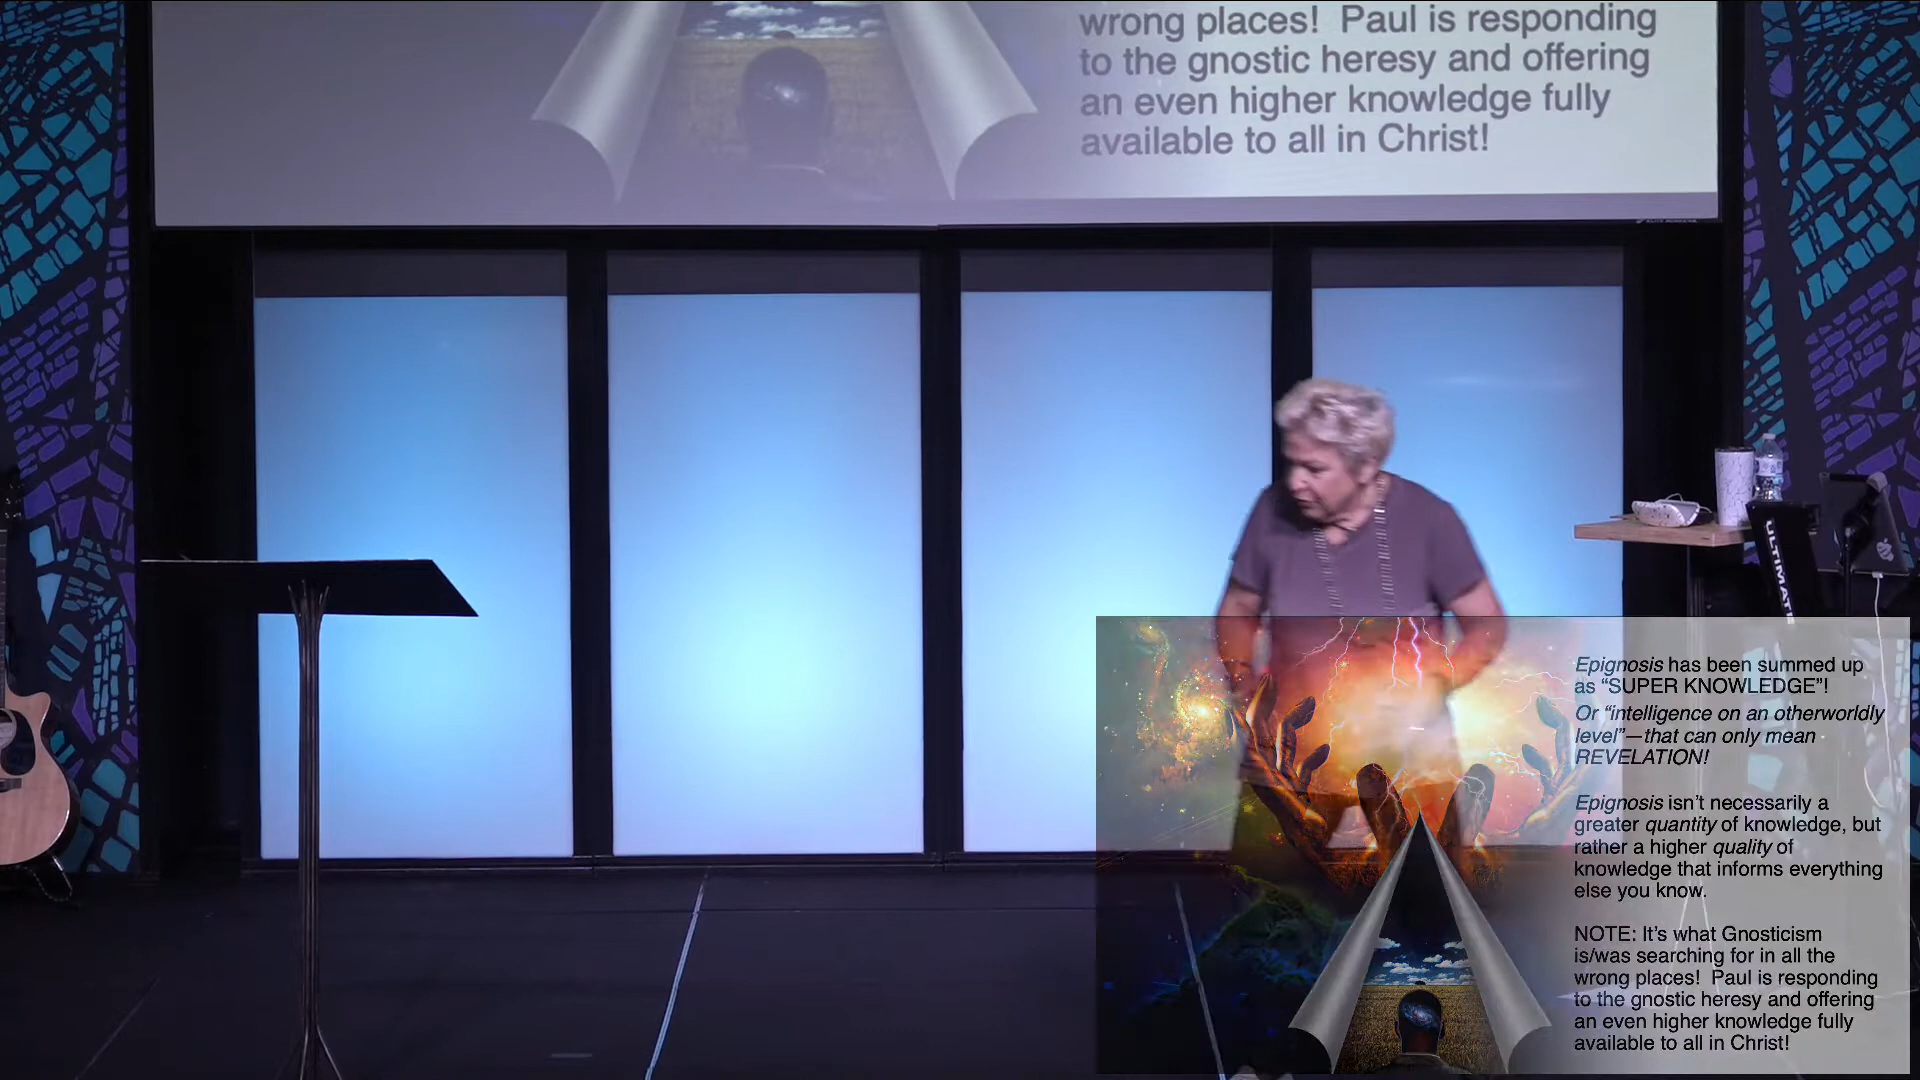 wrong places!  Paul is responding
to the gnostic heresy and offering
an even higher knowledge fully
available to all in Christ!
ULTIMAT
Epignosis has been summed up
as “SUPER KNOWLEDGE”!
Or “intelligence on an otherworldly
level”—that can only mean
REVELATION!
Epignosis isn’t necessarily a
greater quantity of knowledge, but
rather a higher quality of
knowledge that informs everything
else you know.
NOTE: It’s what Gnosticism
is/was searching for in all the
wrong places!  Paul is responding
to the gnostic heresy and offering
an even higher knowledge fully
available to all in Christ!